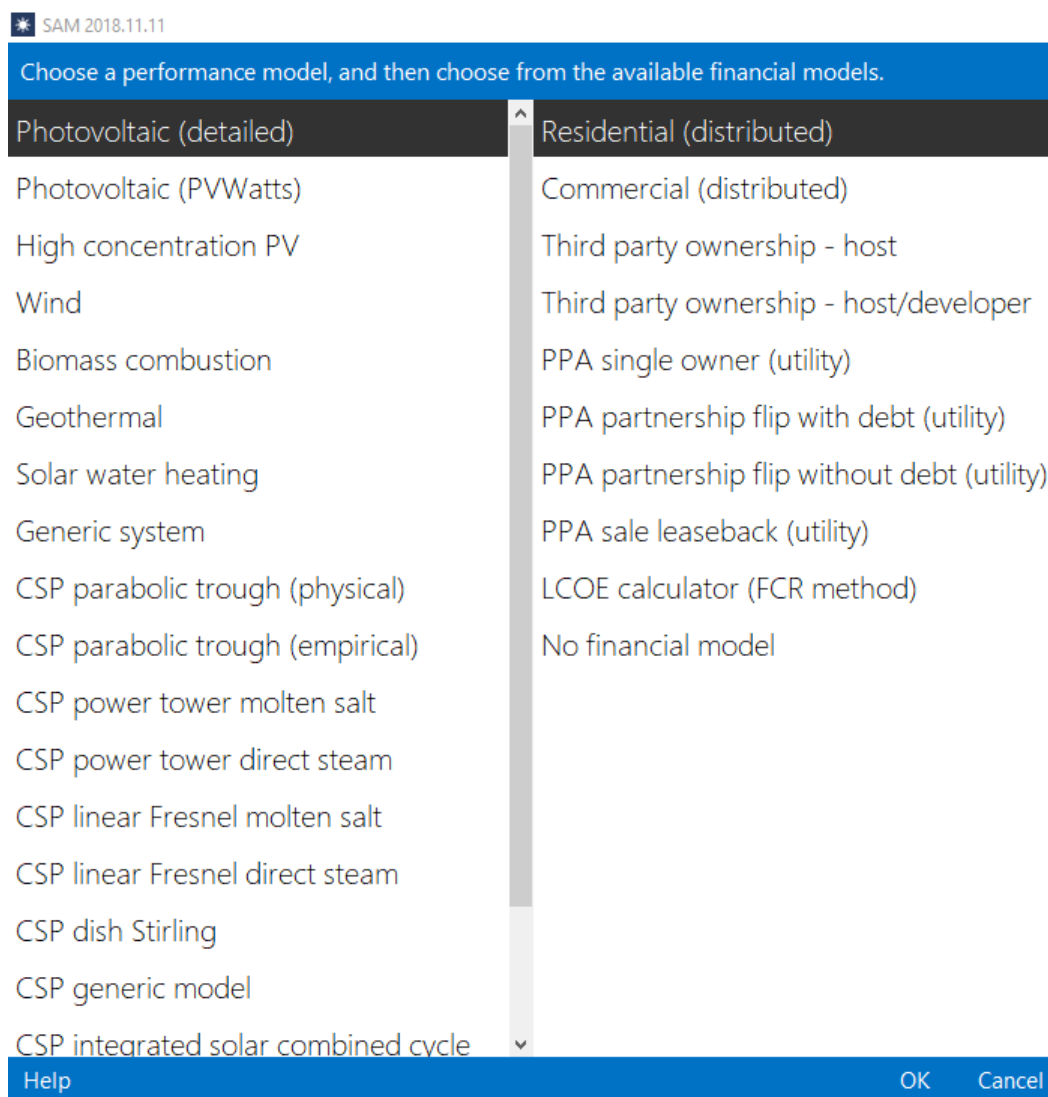 SAM 2018.11.11
Choose a performance model, and then choose from the available financial models.
Photovoltaic (detailed)
Photovoltaic (PVWatts)
High concentration PV
Wind
Biomass combustion
Geothermal
Solar water heating
Generic system
CSP parabolic trough (physical)
CSP parabolic trough (empirical)
CSP power tower molten salt
CSP power tower direct steam
CSP linear Fresnel molten salt
CSP linear Fresnel direct steam
CSP dish Stirling
CSP generic model
CSP integrated solar combined cycle
Residential (distributed)
Commercial (distributed)
Third party ownership - host
Third party ownership - host/developer
PPA single owner (utility)
PPA partnership flip with debt (utility)
PPA partnership flip without debt (utility)
PPA sale leaseback (utility)
LCOE calculator (FCR method)
No financial model
Help
OK
Cancel